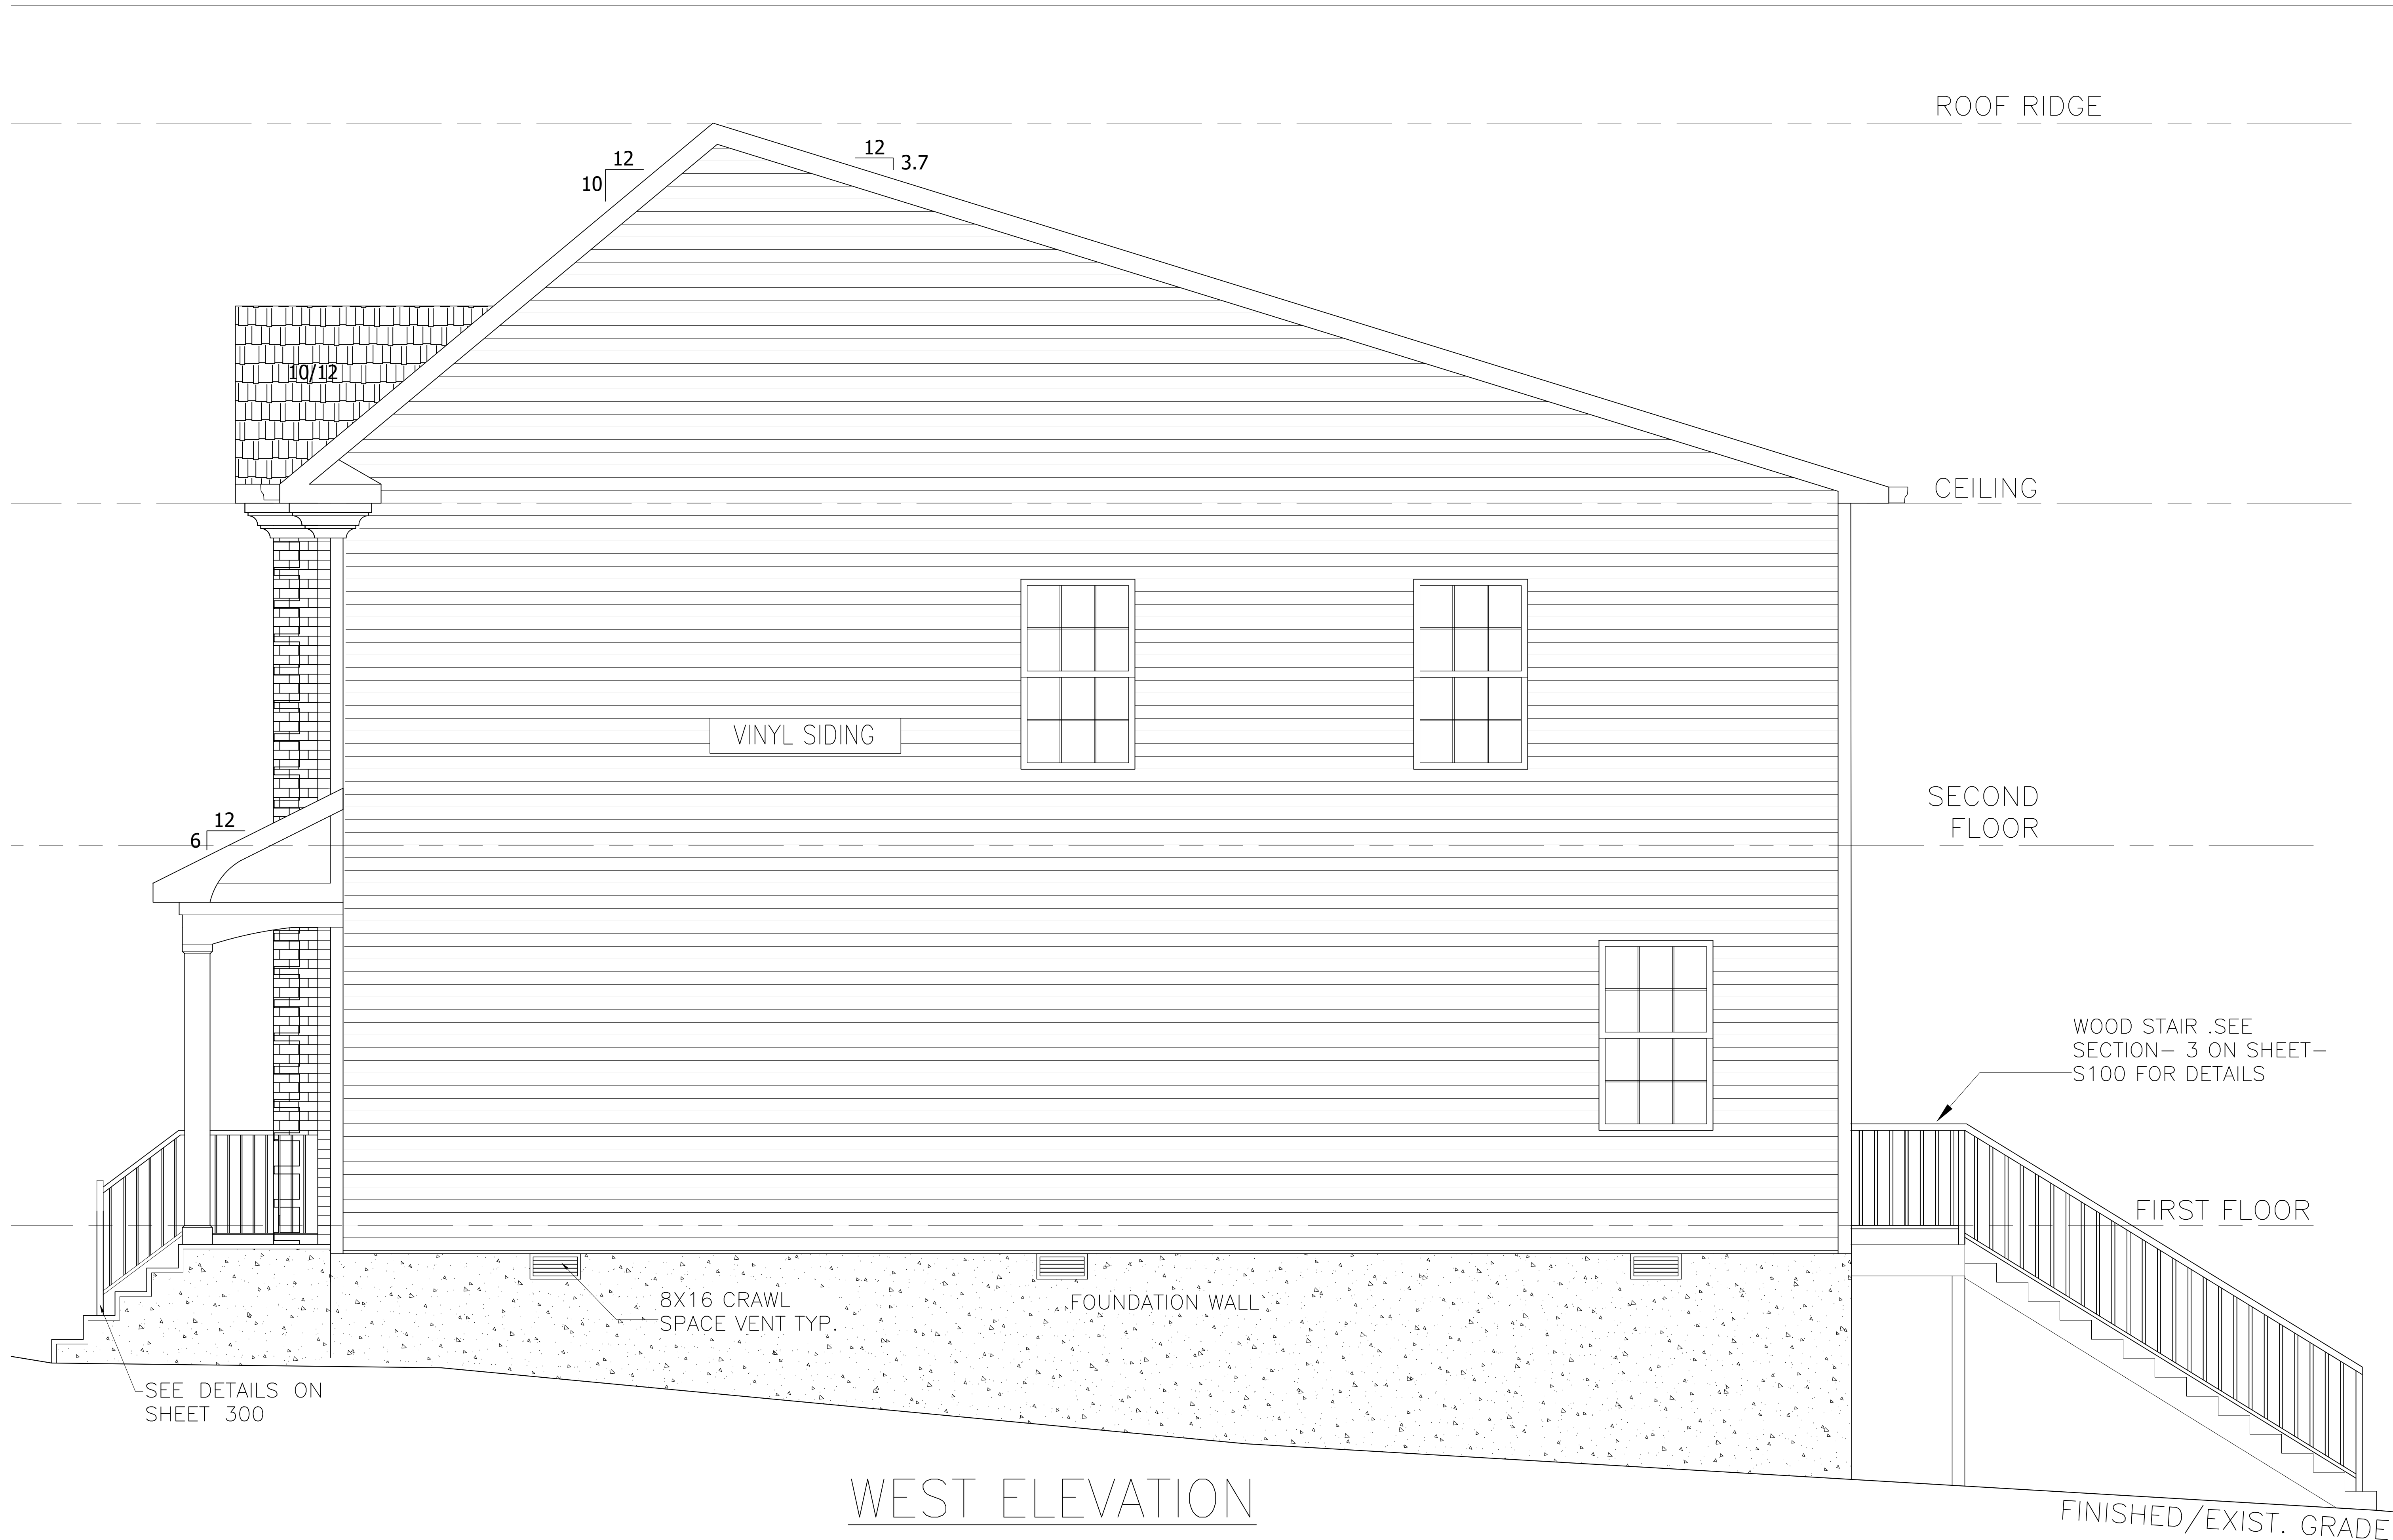 ROOF RIDGE
12
10
12
3.7
10/12
CEILING
VINYL SIDING
SECOND
FLOOR
12
6
WOOD STAIR .SEE
SECTION– 3 ON SHEET–
S100 FOR DETAILS
FIRST FLOOR
8X16 CRAWL
SPACE VENT TYP.
FOUNDATION WALL
SEE DETAILS ON
SHEET 300
WEST ELEVATION
FINISHED/EXIST. GRADE